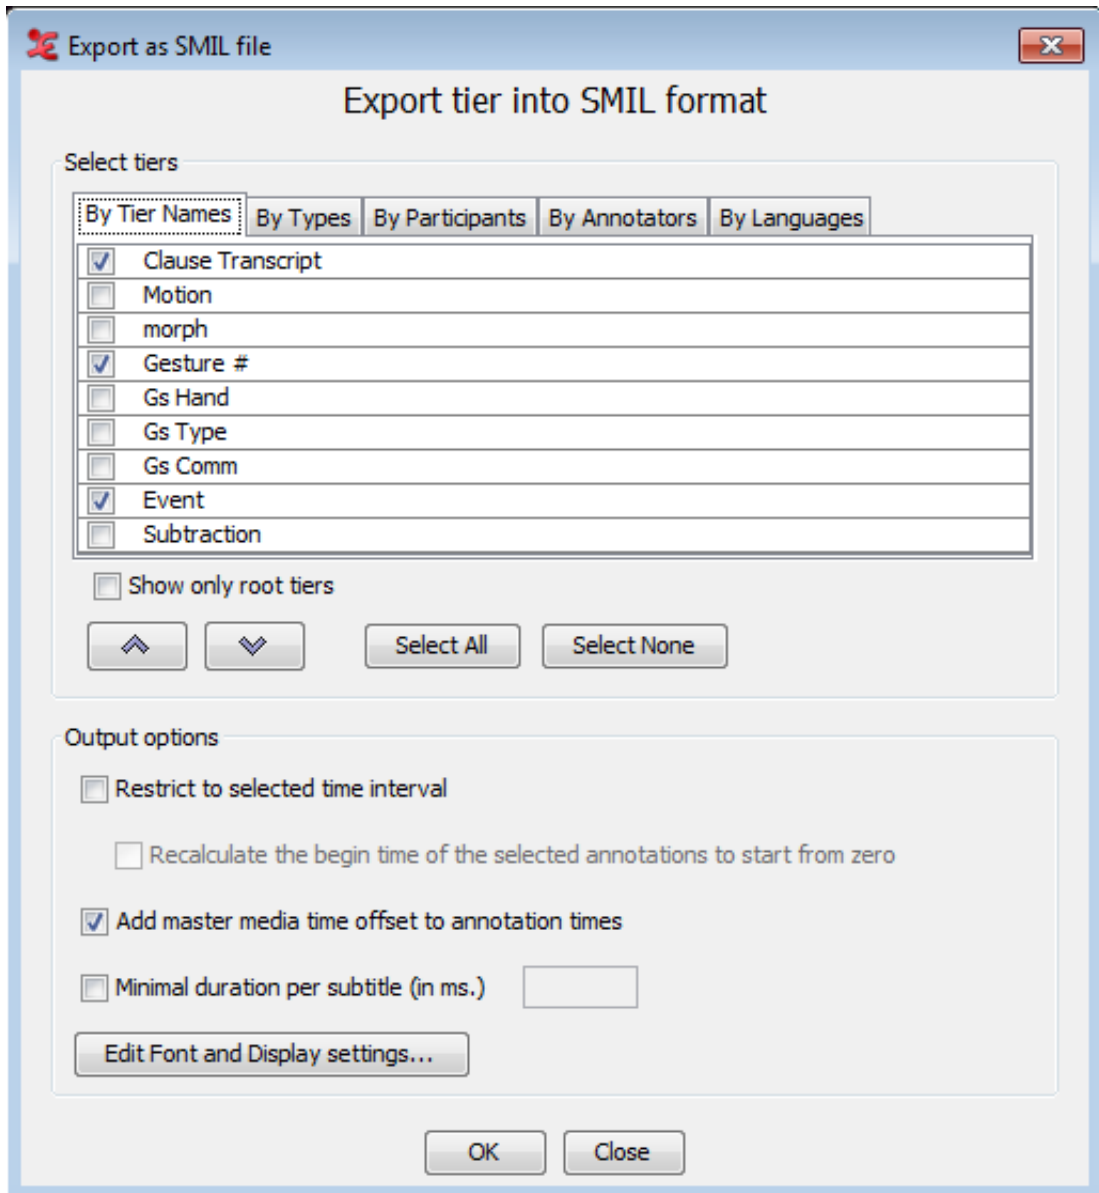 Export as SMIL file
Export tier into SMIL format
Select tiers
By Tier Names By Types By Participants By Annotators By Languages
Clause Transcript
Motion
morph
Gesture #
Gs Hand
Gs Type
Gs Comm
Event
Subtraction
Show only root tiers
Select All Select None
Output options
Restrict to selected time interval
Recalculate the begin time of the selected annotations to start from zero
Add master media time offset to annotation times
Minimal duration per subtitle (in ms.)
Edit Font and Display settings...
OK Close